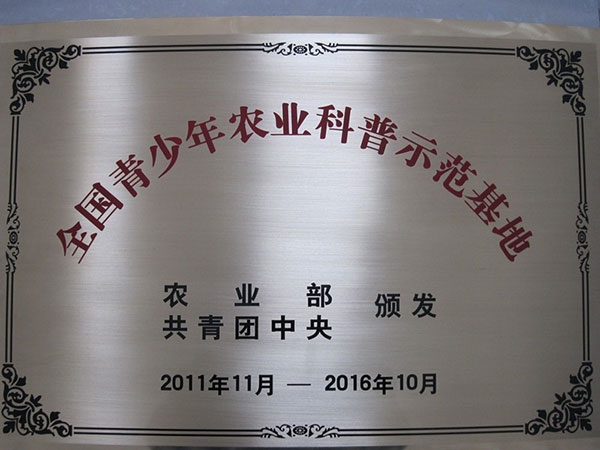 全国青少年农业科普示范基地
农业部
共青团中央
颁发
2011年11月 — 2016年10月